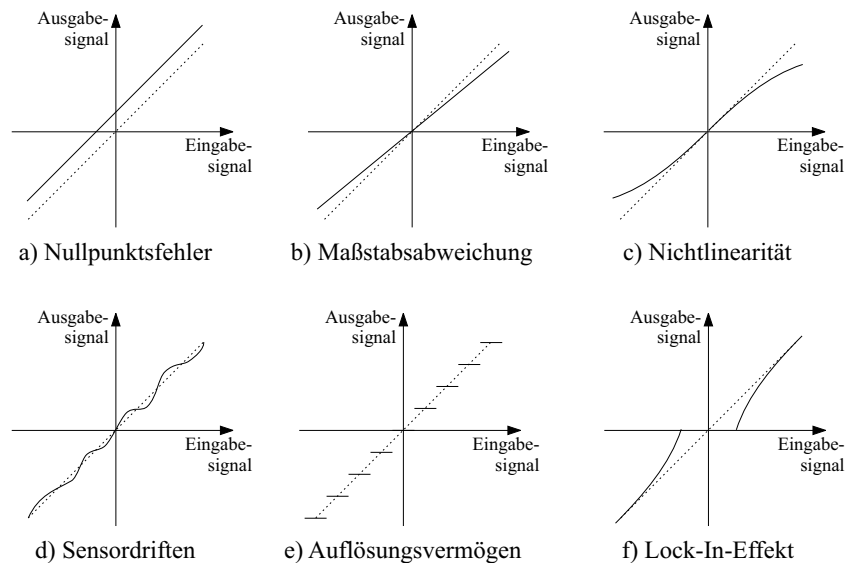 Ausgabe-
signal
Eingabe-
signal
a) Nullpunktsfehler
Ausgabe-
signal
Eingabe-
signal
b) Maßstabsabweichung
Ausgabe-
signal
Eingabe-
signal
c) Nichtlinearität
Ausgabe-
signal
Eingabe-
signal
d) Sensordriften
Ausgabe-
signal
Eingabe-
signal
e) Auflösungsvermögen
Ausgabe-
signal
Eingabe-
signal
f) Lock-In-Effekt